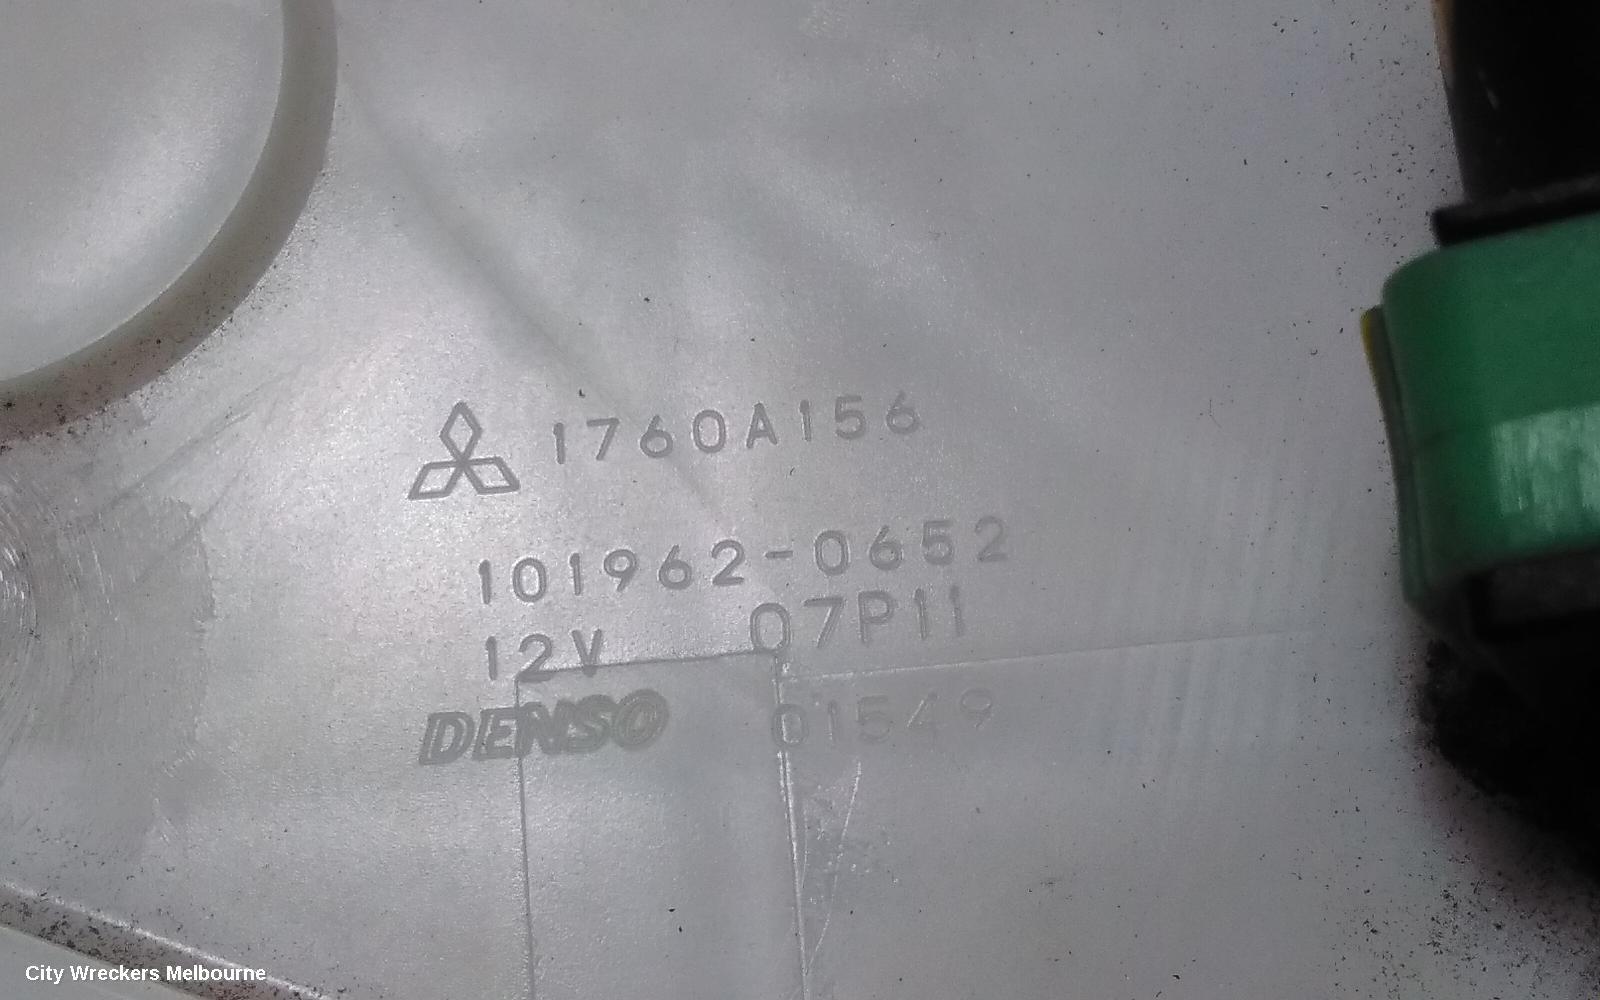 1760A156
101962-0652
12V 07P11
DENSO 01549
City Wreckers Melbourne